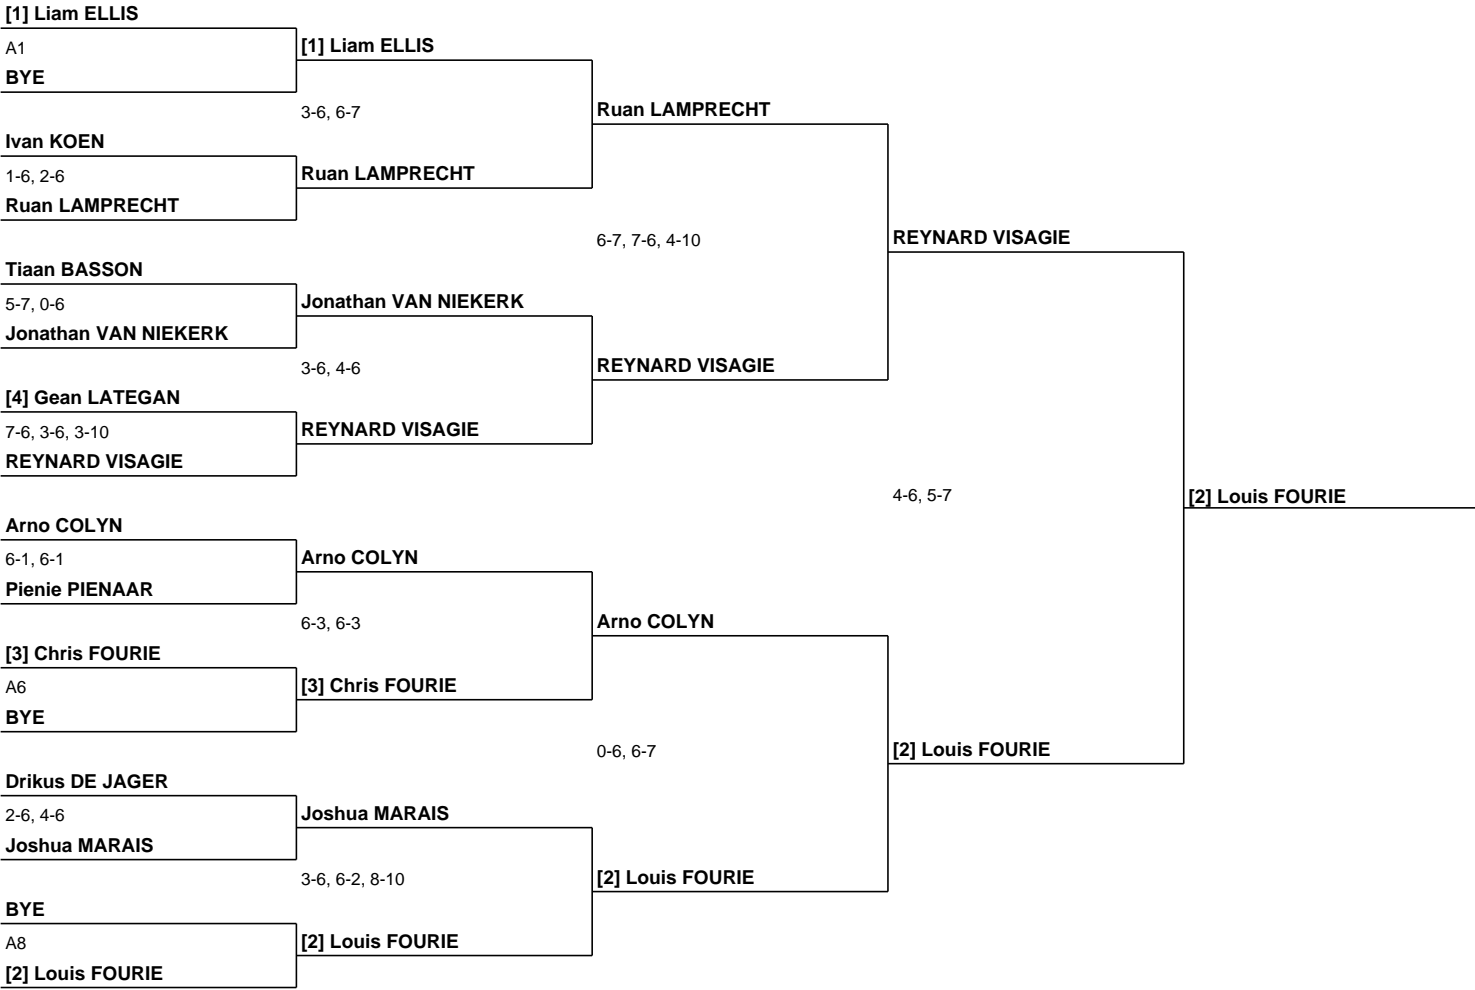 [1] Liam ELLIS
A1
BYE
Ivan KOEN
1-6, 2-6
Ruan LAMPRECHT
Tiaan BASSON
5-7, 0-6
Jonathan VAN NIEKERK
[4] Gean LATEGAN
7-6, 3-6, 3-10
REYNARD VISAGIE
Arno COLYN
6-1, 6-1
Pienie PIENAAR
[3] Chris FOURIE
A6
BYE
Drikus DE JAGER
2-6, 4-6
Joshua MARAIS
BYE
A8
[2] Louis FOURIE
[1] Liam ELLIS
3-6, 6-7
Ruan LAMPRECHT
Jonathan VAN NIEKERK
3-6, 4-6
REYNARD VISAGIE
Arno COLYN
6-3, 6-3
[3] Chris FOURIE
Joshua MARAIS
3-6, 6-2, 8-10
[2] Louis FOURIE
Ruan LAMPRECHT
6-7, 7-6, 4-10
REYNARD VISAGIE
Arno COLYN
0-6, 6-7
[2] Louis FOURIE
REYNARD VISAGIE
4-6, 5-7
[2] Louis FOURIE
[2] Louis FOURIE